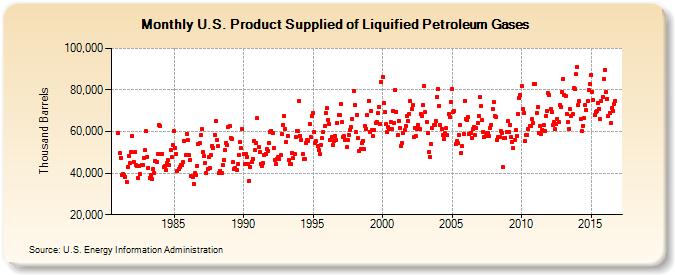 Monthly U.S. Product Supplied of Liquified Petroleum Gases
Thousand Barrels
100,000
80,000
60,000
40,000
20,000
1985 1990 1995 2000 2005 2010 2015
Source: U.S. Energy Information Administration